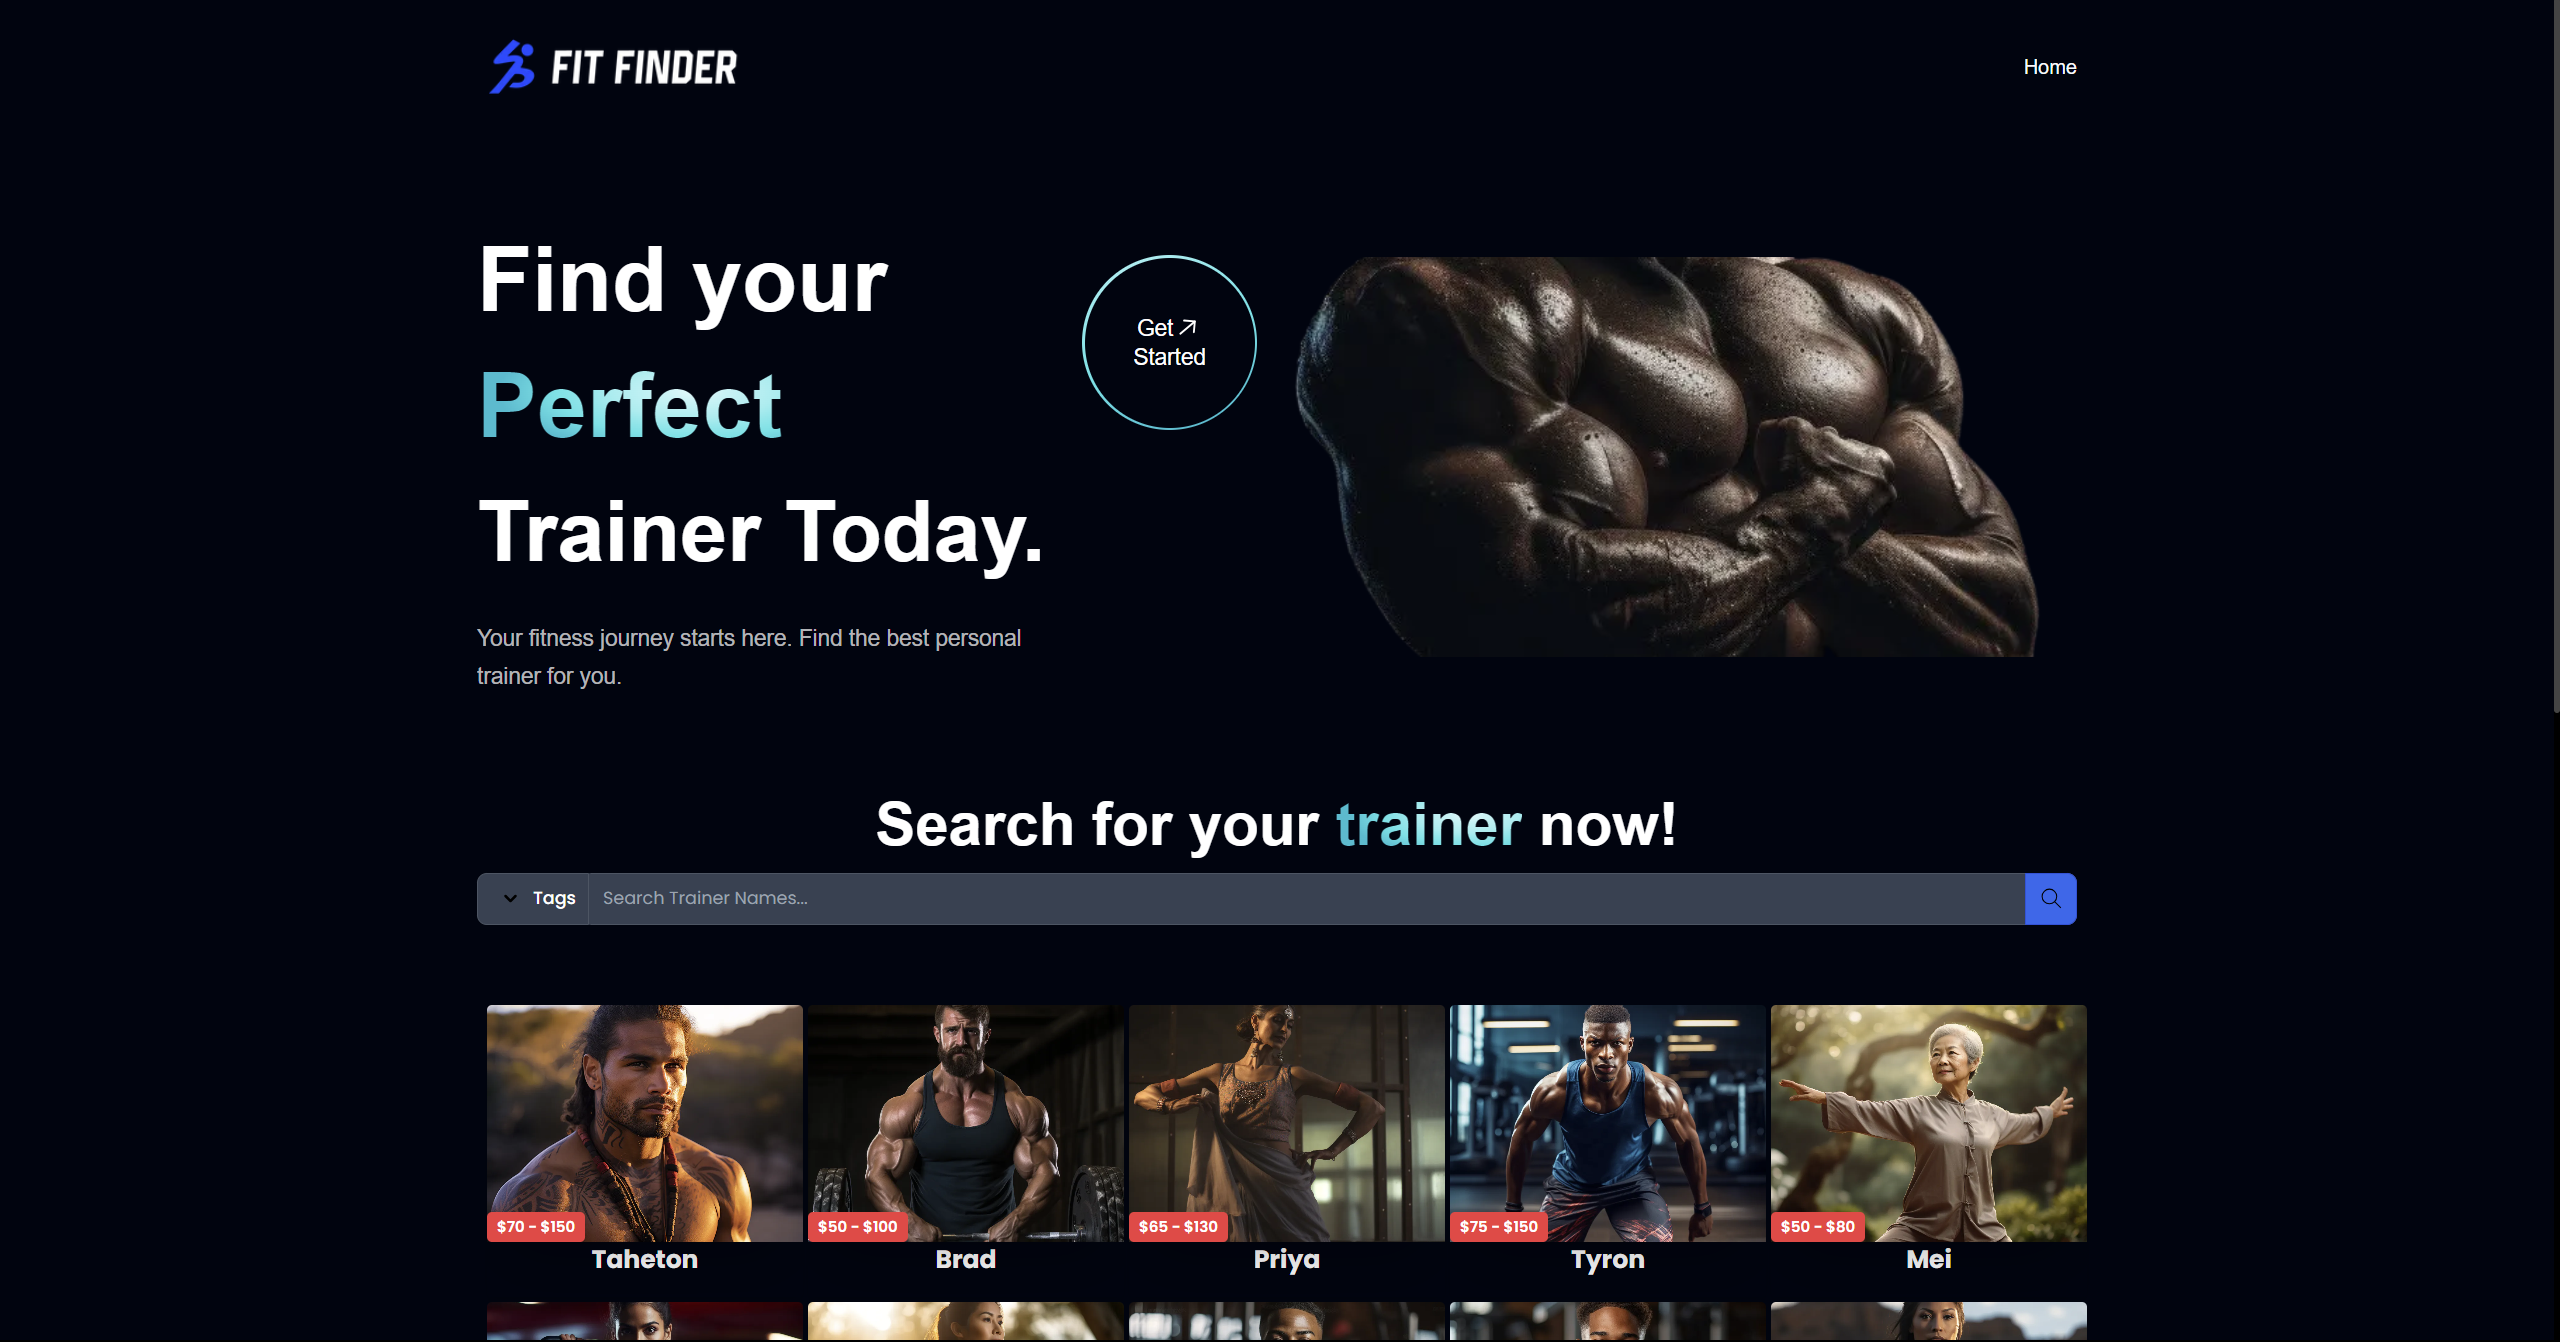 FIT FINDER
Home
Find your
Perfect
Trainer Today.
Get
Started
Your fitness journey starts here. Find the best personal
trainer for you.
Search for your trainer now!
Tags
Search Trainer Names...
$70 - $150
$50 - $100
$65 - $130
$75 - $150
$50 - $80
Taheton
Brad
Priya
Tyron
Mei